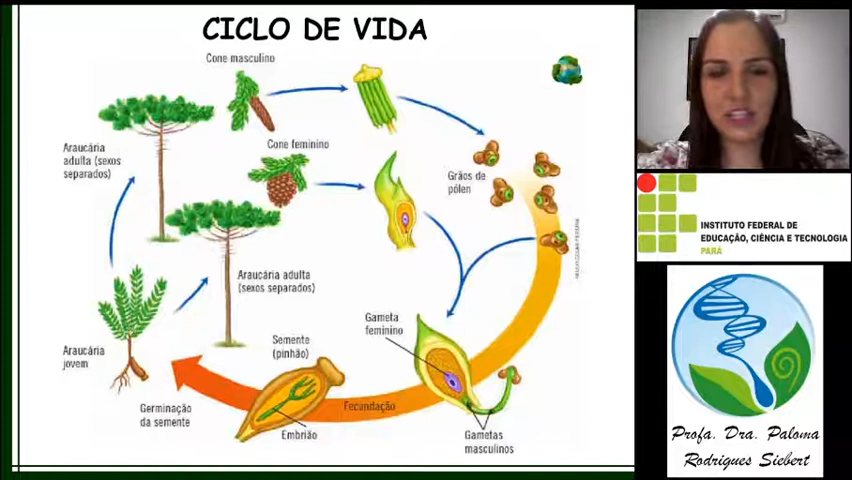 CICLO DE VIDA
Cone masculino
Cone feminino
Araucária
adulta (sexos
separados)
Grãos de
pólen
Araucária adulta
(sexos separados)
Gameta
feminino
Semente
(pinhão)
Araucária
jovem
Germinação
da semente
Fecundação
Embrião
Gametas
masculinos
INSTITUTO FEDERAL DE
EDUCAÇÃO, CIÊNCIA E TECNOLOGIA
PARÁ
Profa. Dra. Paloma
Rodrigues Siebert